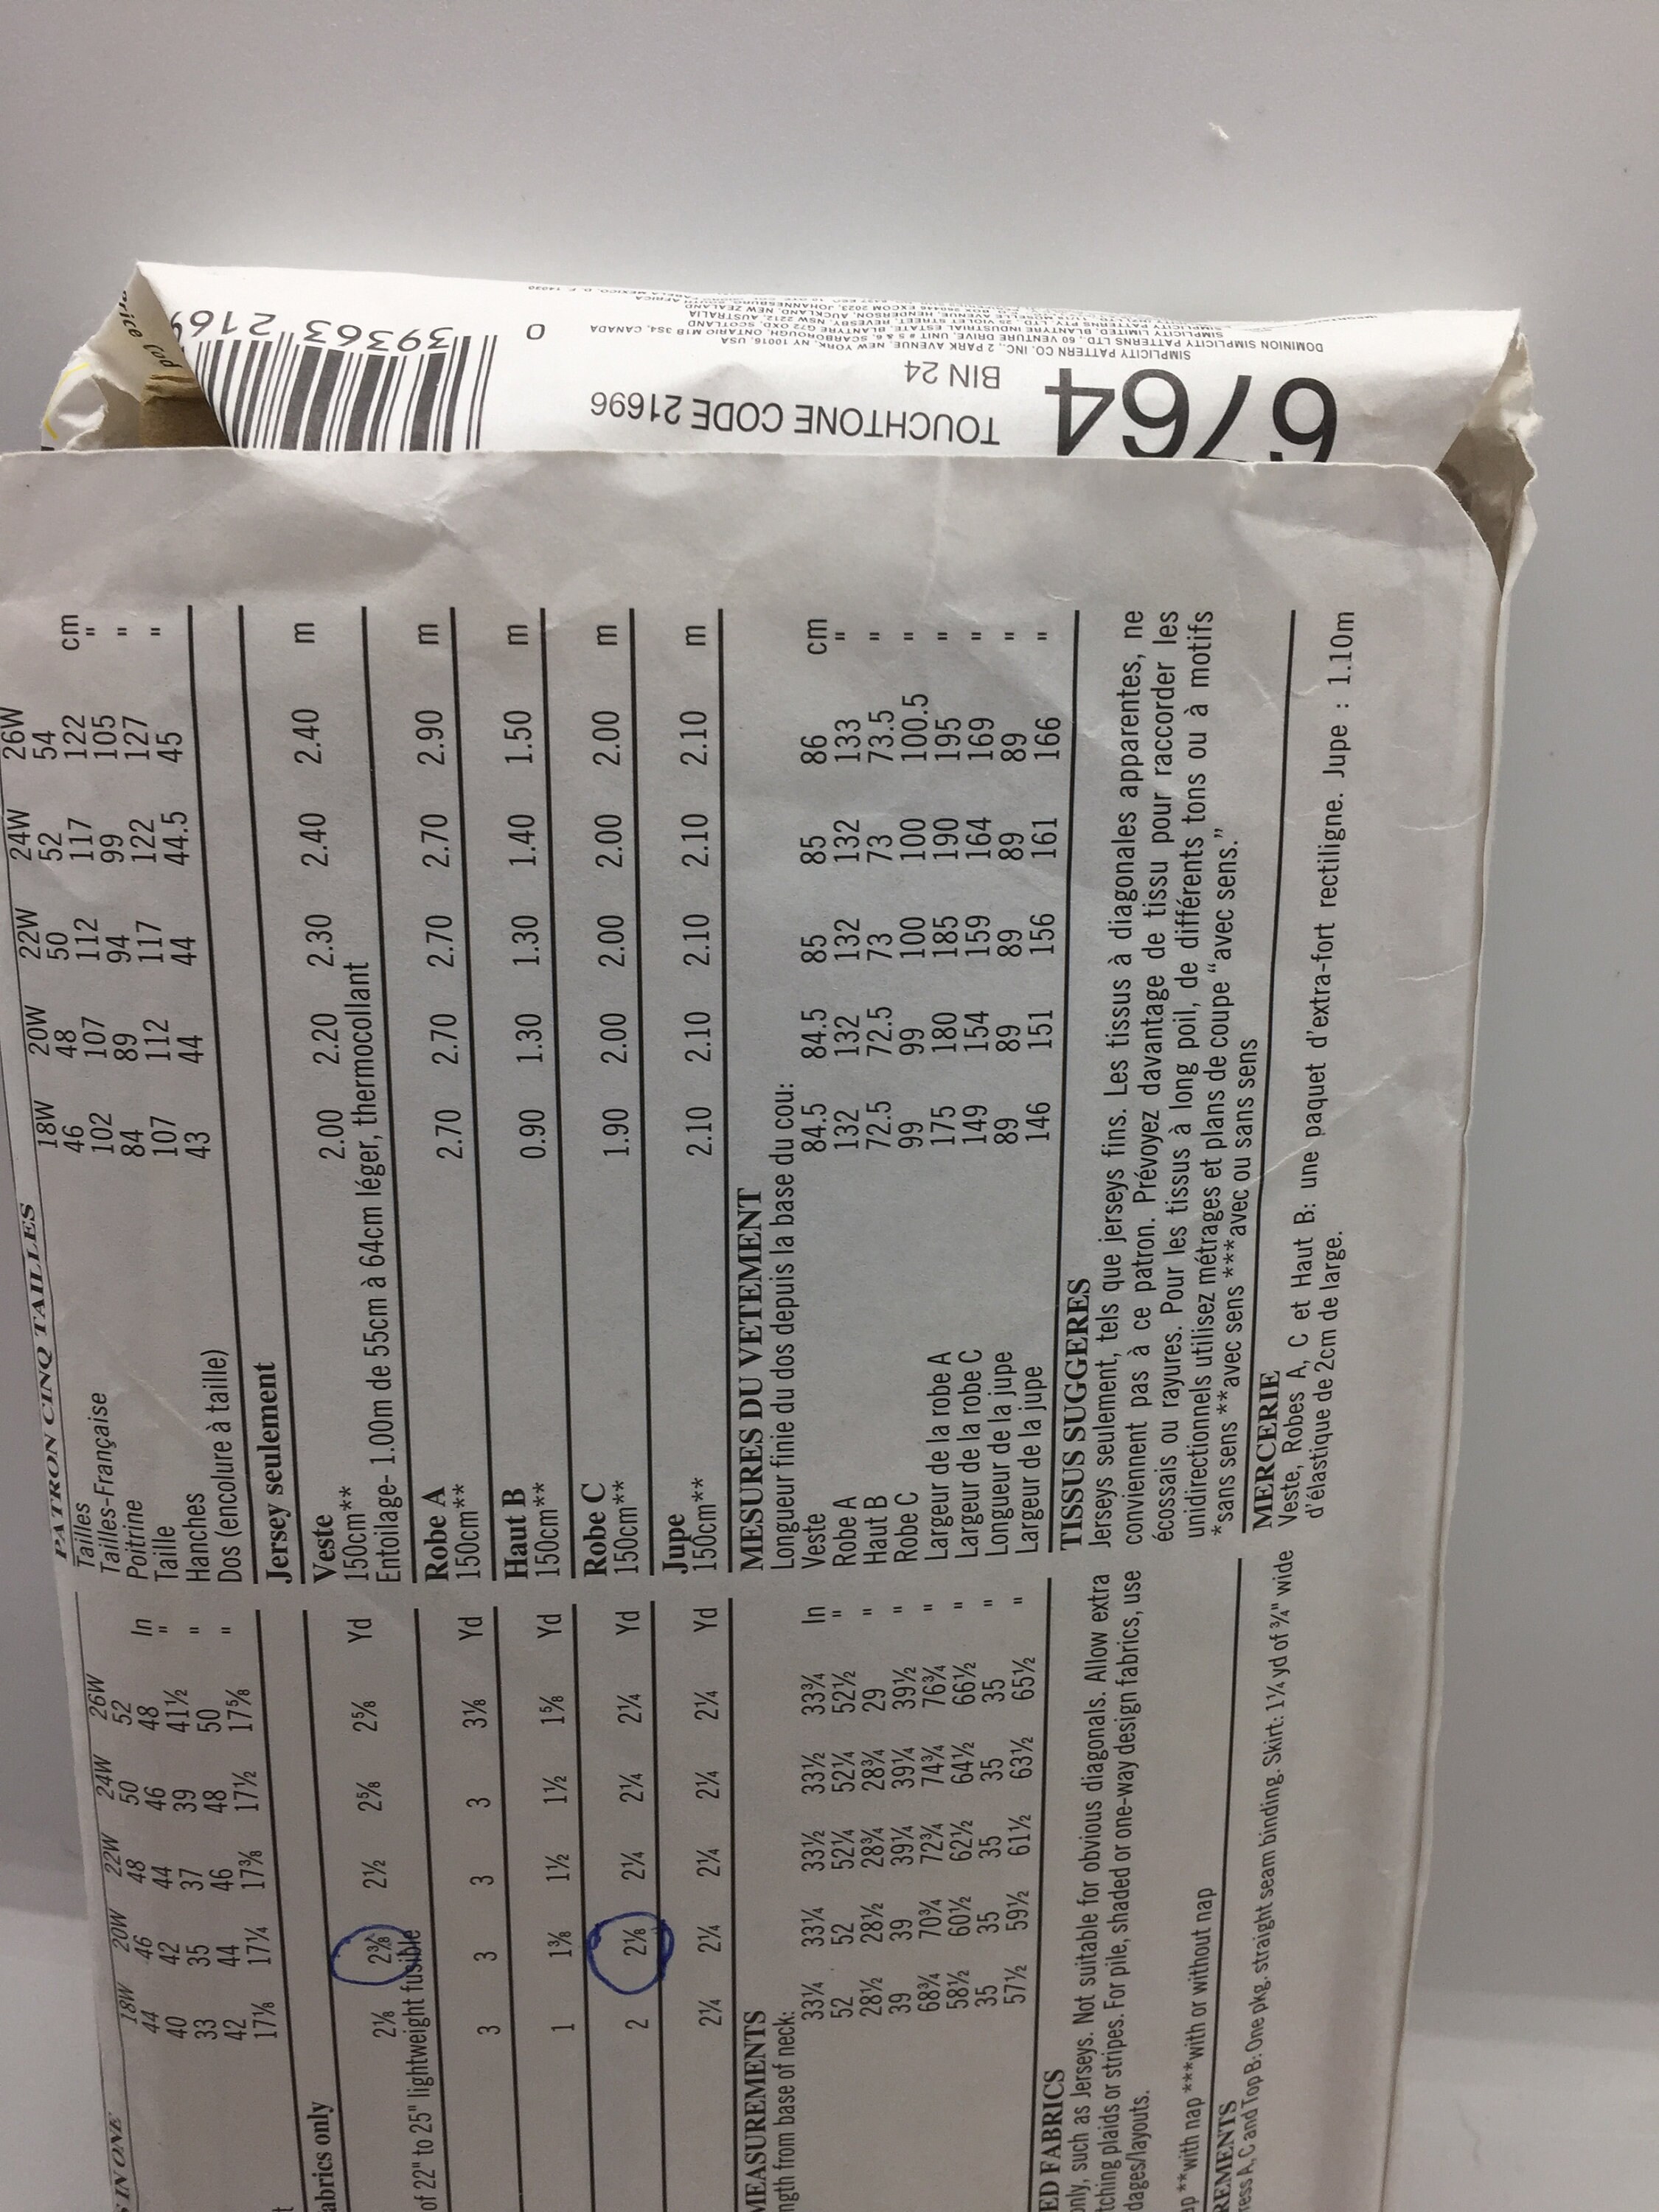 39363 2169
0
SIMPLICITY PATTERN CO. INC., 2 PARK AVENUE, NEW YORK, NY 10016, USA
DOMINION SIMPLICITY PATTERNS LTD., 60 VENTURE DRIVE, UNIT #5 & 6, SCARBOROUGH, ONTARIO M1B 3S4, CANADA
SIMPLICITY LIMITED, BLANTYRE INDUSTRIAL ESTATE, BLANTYRE G72 0XD, SCOTLAND
BIN 24
TOUCHTONE CODE 21696
6764
S IN ONE
18W 20W 22W 24W 26W
44 46 48 50 52
40 42 44 46 48 In
33 35 37 39 41½ "
42 44 46 48 50 "
17⅛ 17¼ 17⅜ 17½ 17⅝ "
abrics only
2⅛ 2⅜ 2½ 2⅝ 2⅝ Yd
of 22" to 25" lightweight fusible
3 3 3 3 3⅛ Yd
1 1⅜ 1½ 1½ 1⅝ Yd
2 2⅛ 2¼ 2¼ 2¼ Yd
2¼ 2¼ 2¼ 2¼ 2¼ Yd
MEASUREMENTS
ngth from base of neck:
33¼ 33¼ 33½ 33½ 33¾ In
52 52 52¼ 52¼ 52½ "
28½ 28½ 28¾ 28¾ 29 "
39 39 39¼ 39¼ 39½ "
68¾ 70¾ 72¾ 74¾ 76¾ "
58½ 60½ 62½ 64½ 66½ "
35 35 35 35 35 "
57½ 59½ 61½ 63½ 65½ "
ED FABRICS
only, such as Jerseys. Not suitable for obvious diagonals. Allow extra
tching plaids or stripes. For pile, shaded or one-way design fabrics, use
dages/layouts.
ap **with nap ***with or without nap
REMENTS
ress A, C and Top B: One pkg. straight seam binding. Skirt: 1¼ yd of ¾" wide
PATRON CINQ TAILLES
Tailles 18W 20W 22W 24W 26W
Tailles-Française 46 48 50 52 54
Poitrine 102 107 112 117 122 cm
Taille 84 89 94 99 105 "
Hanches 107 112 117 122 127 "
Dos (encolure à taille) 43 44 44 44.5 45 "
Jersey seulement
Veste
150cm** 2.00 2.20 2.30 2.40 2.40 m
Entoilage- 1.00m de 55cm à 64cm léger, thermocollant
Robe A
150cm** 2.70 2.70 2.70 2.70 2.90 m
Haut B
150cm** 0.90 1.30 1.30 1.40 1.50 m
Robe C
150cm** 1.90 2.00 2.00 2.00 2.00 m
Jupe
150cm** 2.10 2.10 2.10 2.10 2.10 m
MESURES DU VETEMENT
Longueur finie du dos depuis la base du cou:
Veste 84.5 84.5 85 85 86 cm
Robe A 132 132 132 132 133 "
Haut B 72.5 72.5 73 73 73.5 "
Robe C 99 99 100 100 100.5 "
Largeur de la robe A 175 180 185 190 195 "
Largeur de la robe C 149 154 159 164 169 "
Longueur de la jupe 89 89 89 89 89 "
Largeur de la jupe 146 151 156 161 166 "
TISSUS SUGGERES
Jerseys seulement, tels que jerseys fins. Les tissus à diagonales apparentes, ne
conviennent pas à ce patron. Prévoyez davantage de tissu pour raccorder les
écossais ou rayures. Pour les tissus à long poil, de différents tons ou à motifs
unidirectionnels utilisez métrages et plans de coupe "avec sens."
*sans sens **avec sens ***avec ou sans sens
MERCERIE
Veste, Robes A, C et Haut B: une paquet d'extra-fort rectiligne. Jupe : 1.10m
d'élastique de 2cm de large.